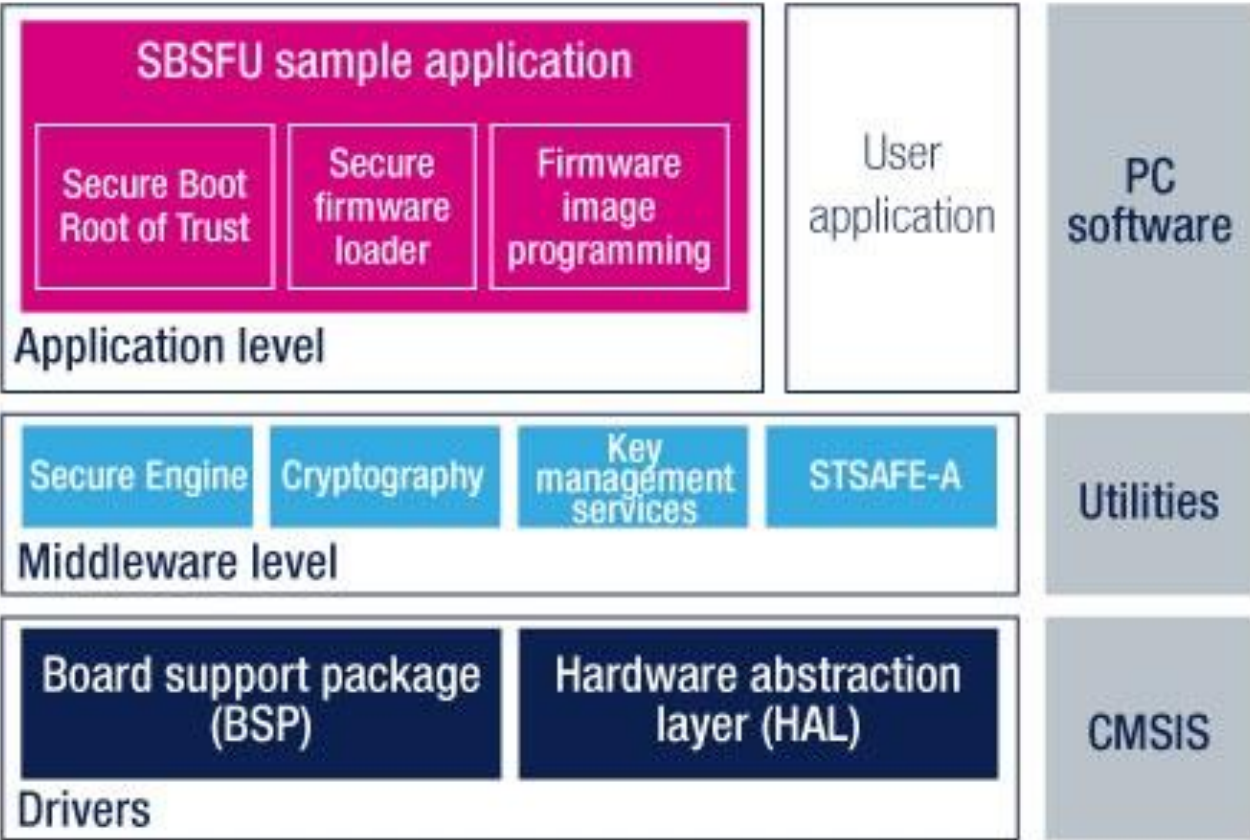 SBSFU sample application
Secure Boot
Root of Trust
Secure
firmware
loader
Firmware
image
programming
Application level
User
application
PC
software
Secure Engine
Cryptography
Key
management
services
STSAFE-A
Middleware level
Utilities
Board support package
(BSP)
Hardware abstraction
layer (HAL)
Drivers
CMSIS